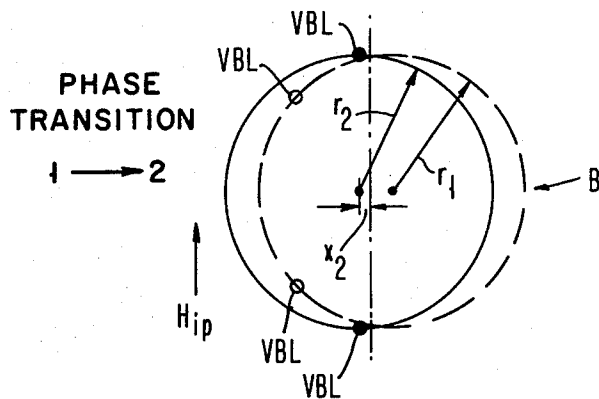 VBL
VBL
PHASE
TRANSITION
1 → 2
r2
r1
B
x2
Hip
VBL
VBL